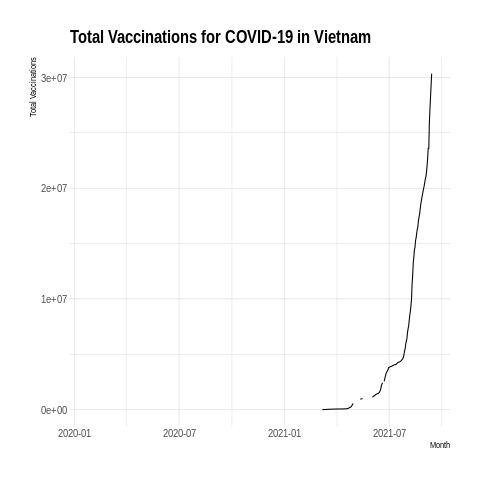 Total Vaccinations for COVID-19 in Vietnam
Total Vaccinations
3e+07
2e+07
1e+07
0e+00
2020-01 2020-07 2021-01 2021-07
Month